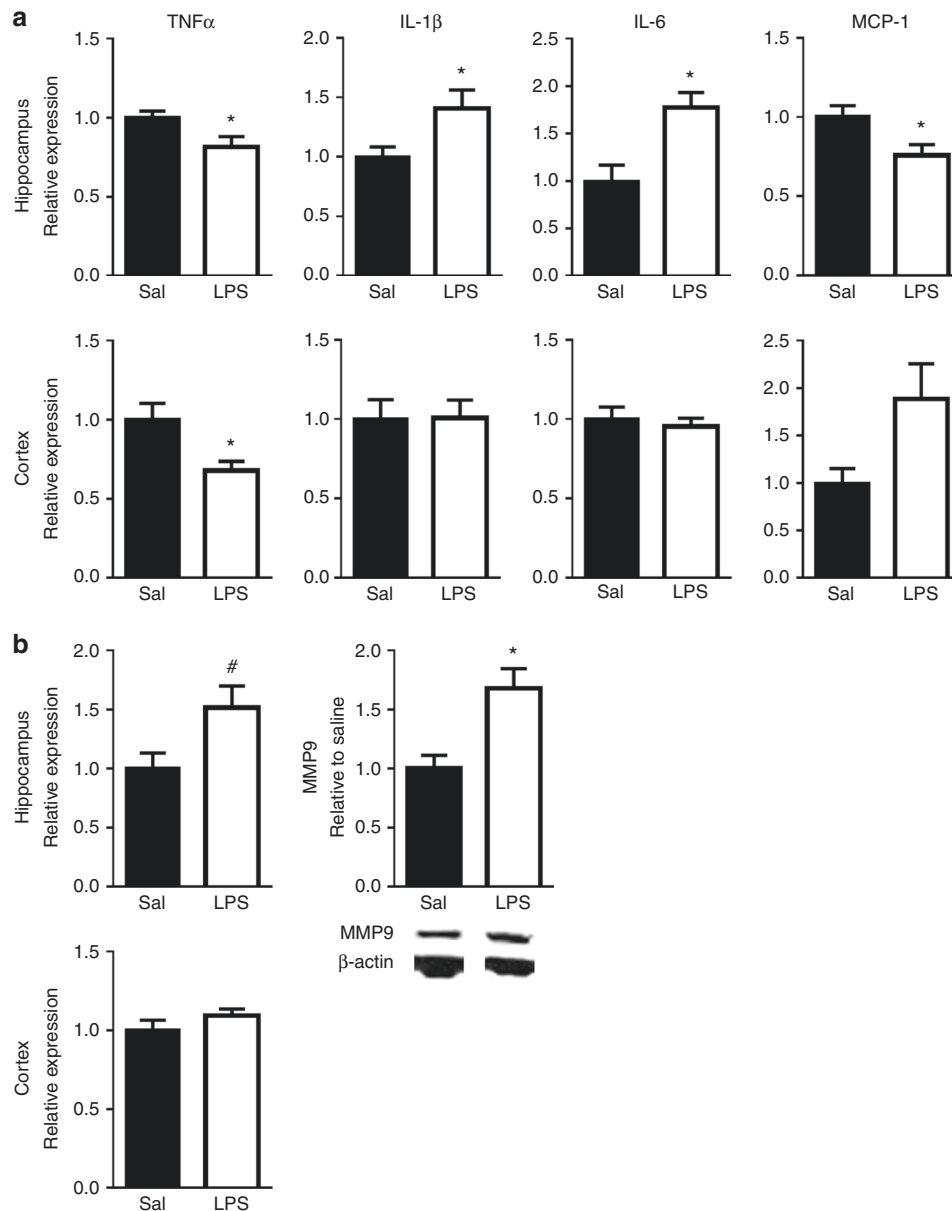 a
TNFα
IL-1β
IL-6
MCP-1
Hippocampus
Relative expression
1.5
1.0
0.5
0.0
*
Sal
LPS
2.0
1.5
1.0
0.5
0.0
*
Sal
LPS
2.5
2.0
1.5
1.0
0.5
0.0
*
Sal
LPS
1.5
1.0
0.5
0.0
*
Sal
LPS
Cortex
Relative expression
1.5
1.0
0.5
0.0
*
Sal
LPS
1.5
1.0
0.5
0.0
Sal
LPS
1.5
1.0
0.5
0.0
Sal
LPS
2.5
2.0
1.5
1.0
0.5
0.0
Sal
LPS
b
Hippocampus
Relative expression
2.0
1.5
1.0
0.5
0.0
#
Sal
LPS
MMP9
Relative to saline
2.0
1.5
1.0
0.5
0.0
*
Sal
LPS
MMP9
β-actin
Cortex
Relative expression
1.5
1.0
0.5
0.0
Sal
LPS